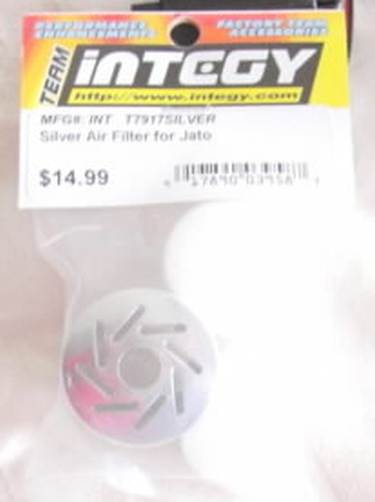 PERFORMANCE
ENHANCEMENTS
FACTORY TEAM
ACCESSORIES
TEAM
iNTEGY
http://www.integy.com
MFG#: INT T7917SILVER
Silver Air Filter for Jato
$14.99